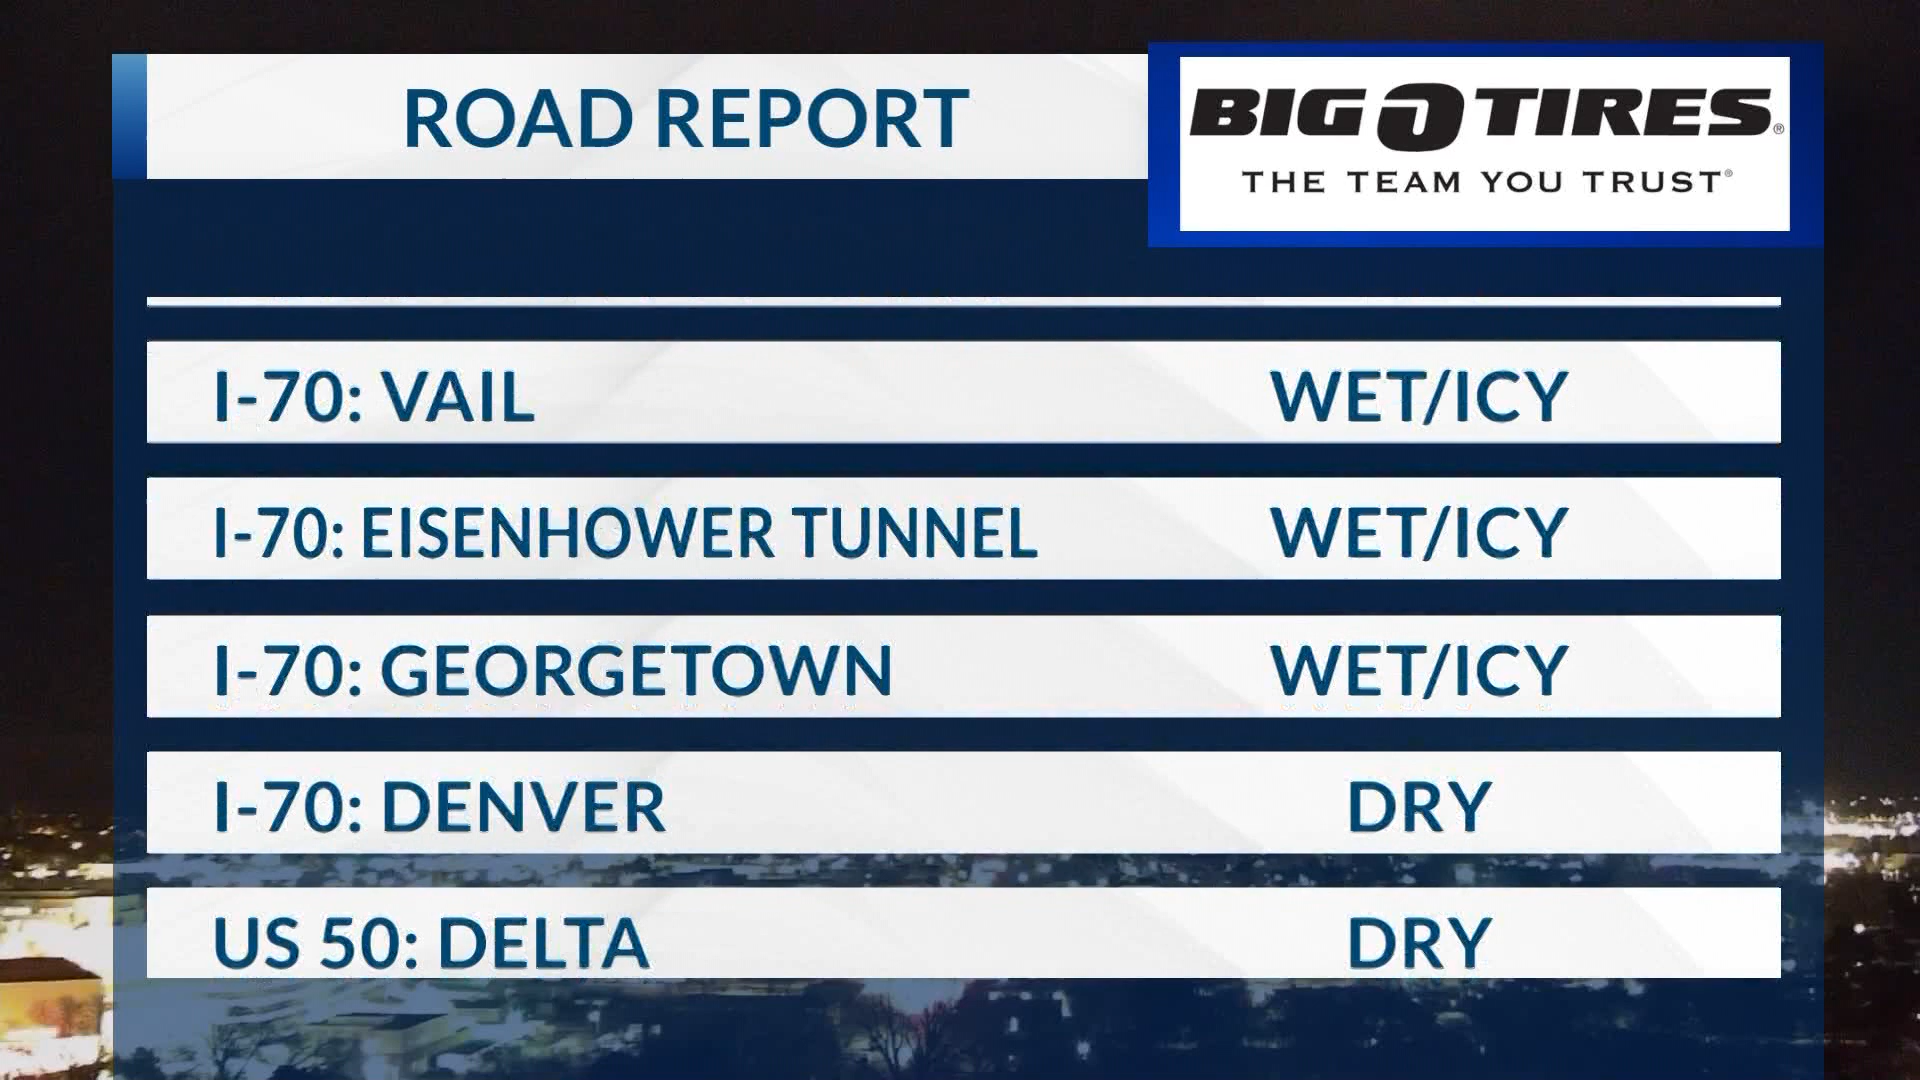 ROAD REPORT
BIG O TIRES®
THE TEAM YOU TRUST®
I-70: VAIL WET/ICY
I-70: EISENHOWER TUNNEL WET/ICY
I-70: GEORGETOWN WET/ICY
I-70: DENVER DRY
US 50: DELTA DRY